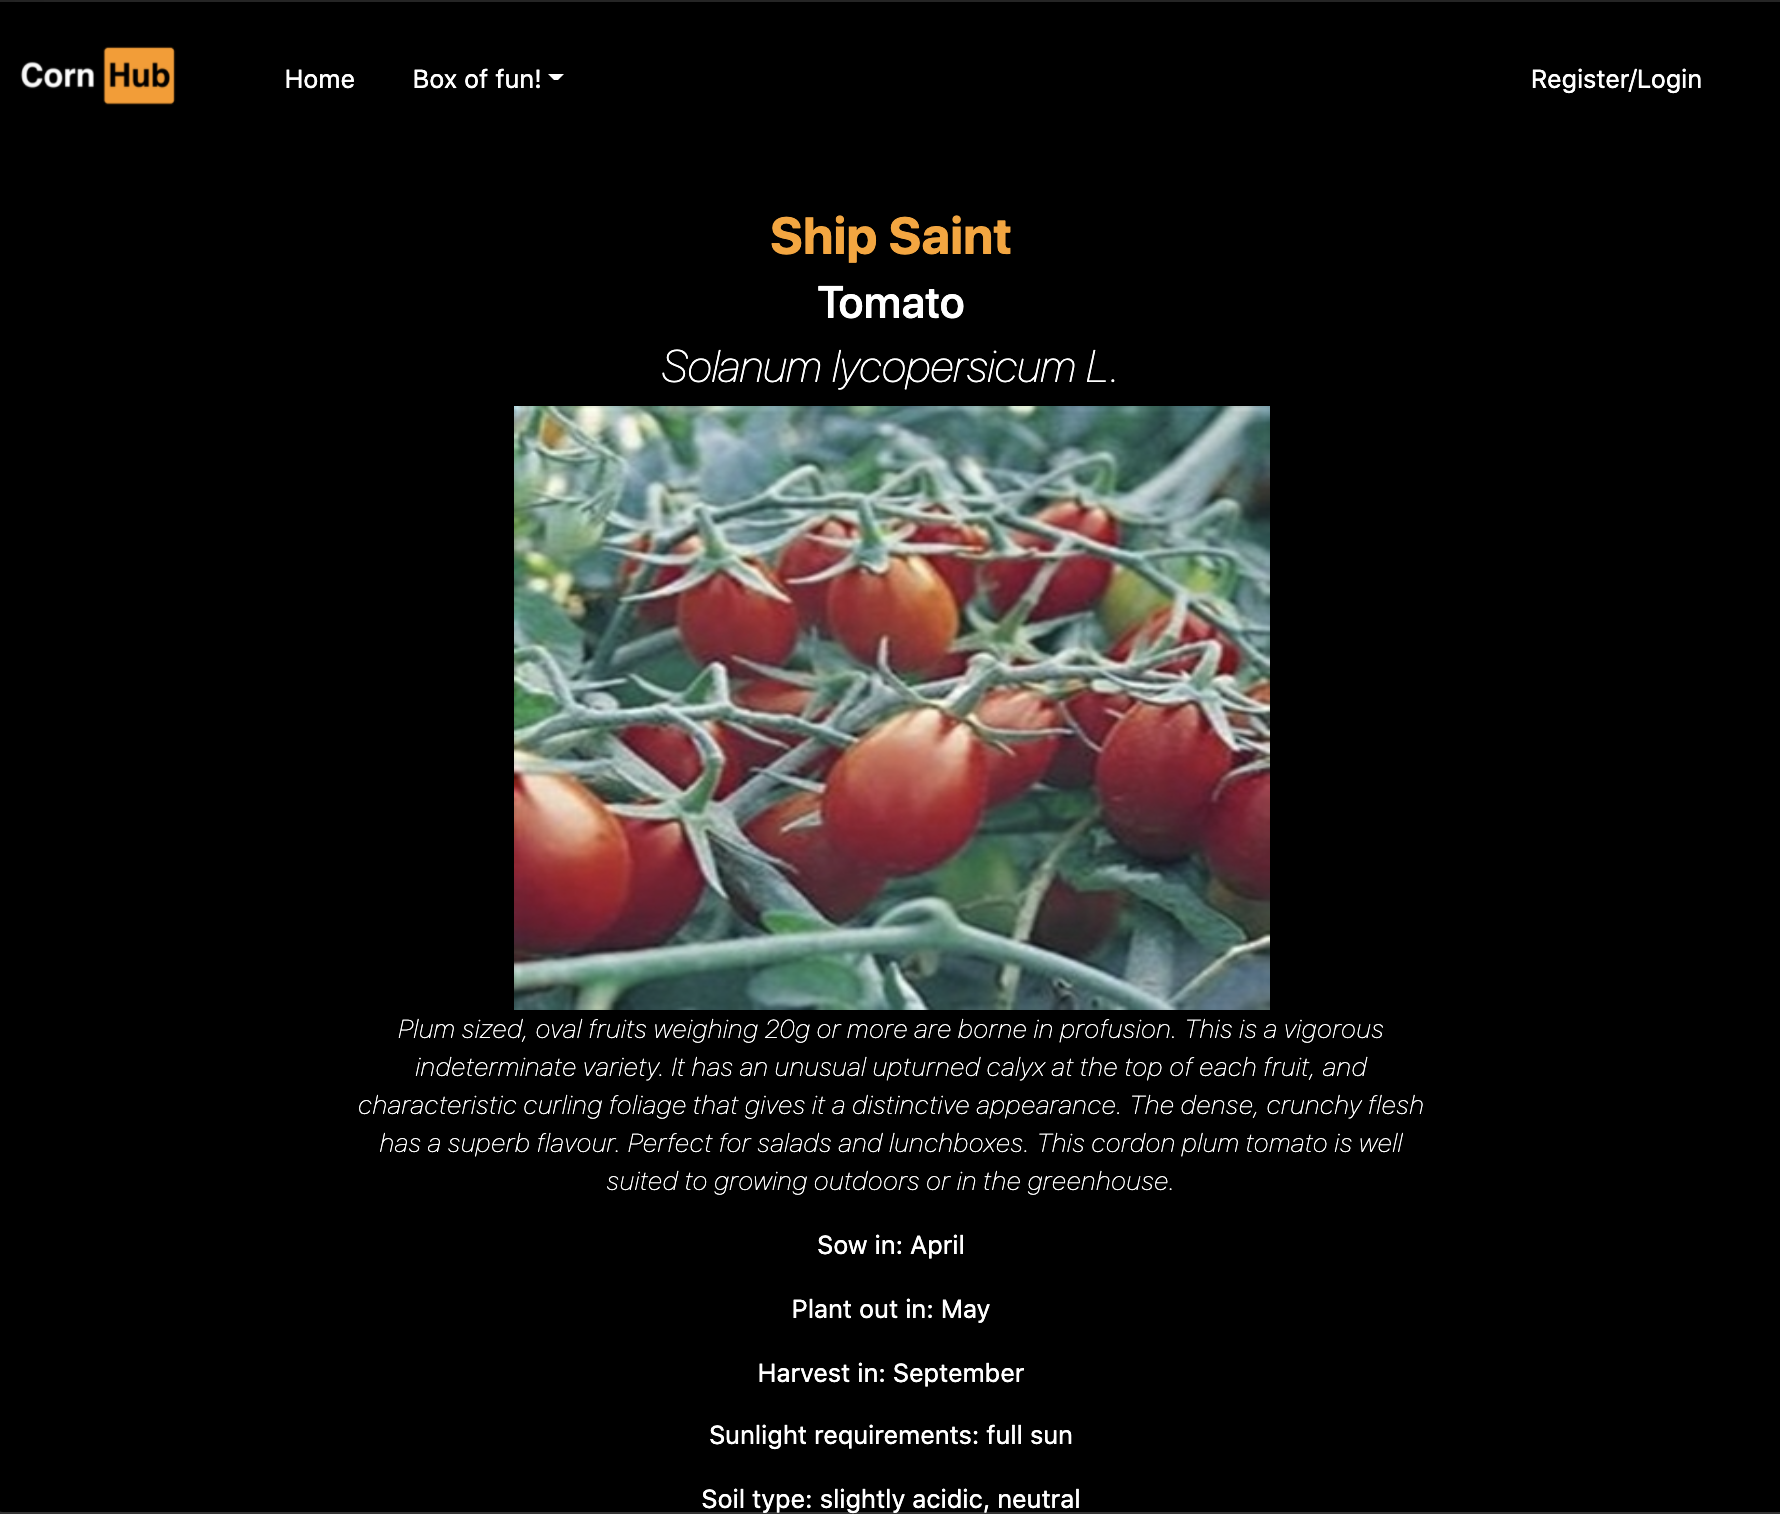 Corn Hub Home Box of fun! Register/Login
Ship Saint
Tomato
Solanum lycopersicum L.
Plum sized, oval fruits weighing 20g or more are borne in profusion. This is a vigorous
indeterminate variety. It has an unusual upturned calyx at the top of each fruit, and
characteristic curling foliage that gives it a distinctive appearance. The dense, crunchy flesh
has a superb flavour. Perfect for salads and lunchboxes. This cordon plum tomato is well
suited to growing outdoors or in the greenhouse.
Sow in: April
Plant out in: May
Harvest in: September
Sunlight requirements: full sun
Soil type: slightly acidic, neutral